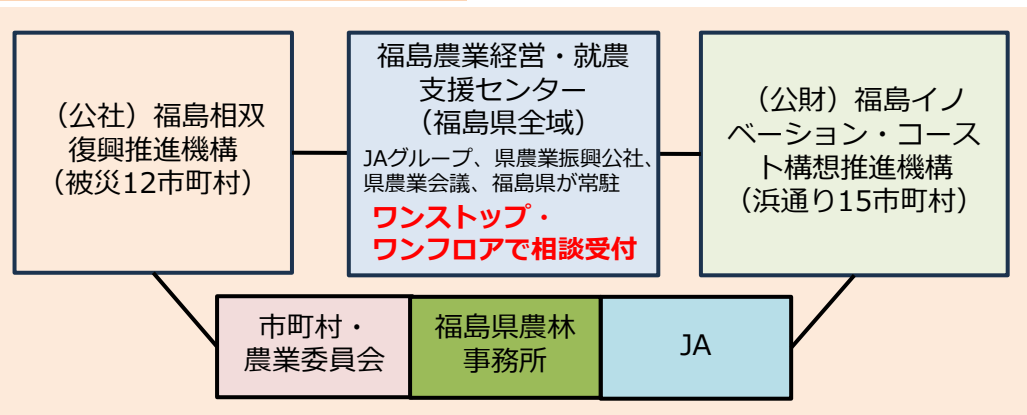 （公社）福島相双
復興推進機構
（被災12市町村）
福島農業経営・就農
支援センター
（福島県全域）
JAグループ、県農業振興公社、
県農業会議、福島県が常駐
ワンストップ・
ワンフロアで相談受付
（公財）福島イノ
ベーション・コース
ト構想推進機構
（浜通り15市町村）
市町村・
農業委員会
福島県農林
事務所
JA